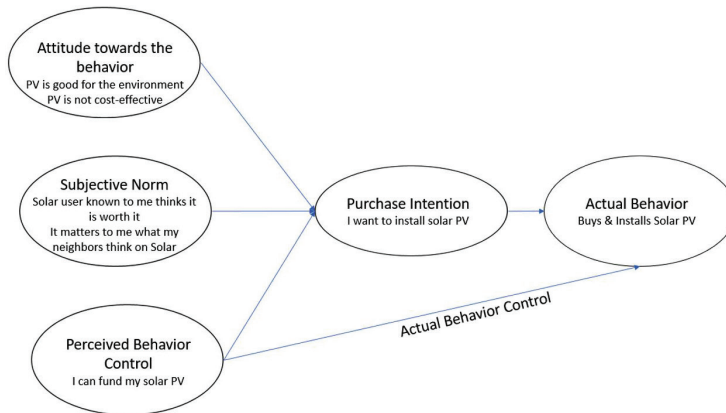 Attitude towards the
behavior
PV is good for the environment
PV is not cost-effective
Subjective Norm
Solar user known to me thinks it
is worth it
It matters to me what my
neighbors think on Solar
Perceived Behavior
Control
I can fund my solar PV
Purchase Intention
I want to install solar PV
Actual Behavior
Buys & Installs Solar PV
Actual Behavior Control